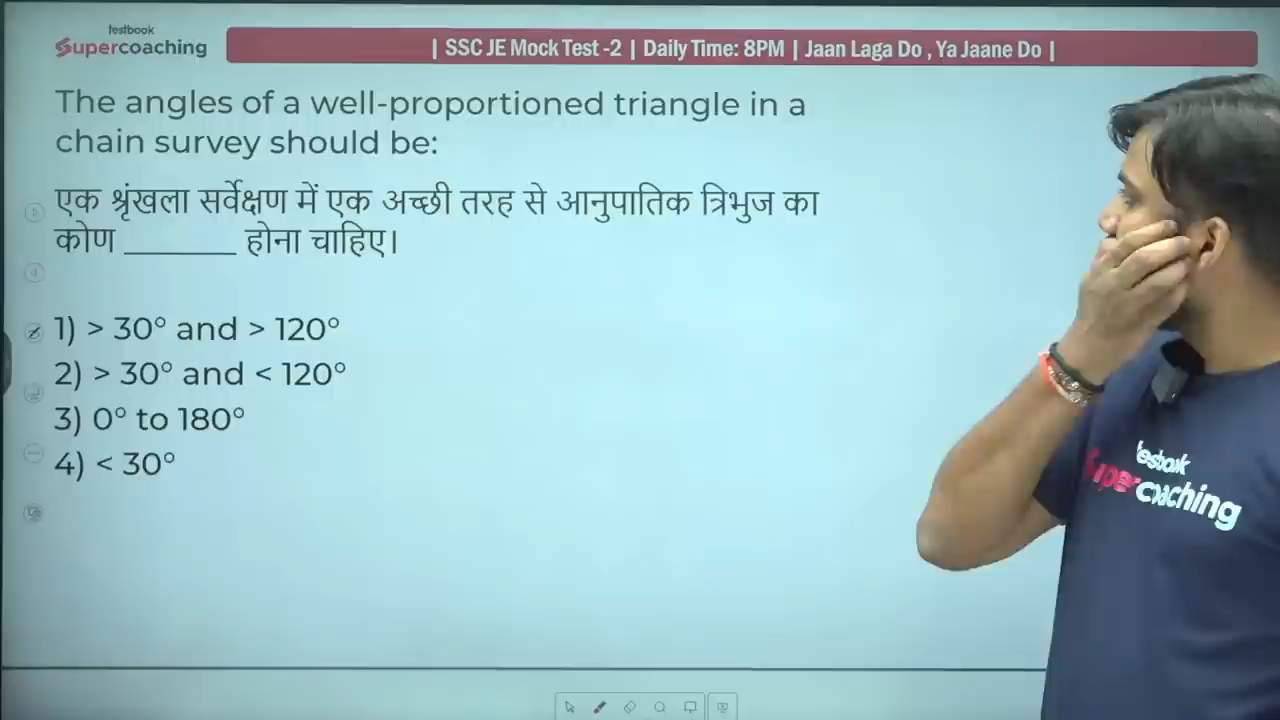 testbook
Supercoaching
| SSC JE Mock Test -2 | Daily Time: 8PM | Jaan Laga Do , Ya Jaane Do |
The angles of a well-proportioned triangle in a
chain survey should be:
एक श्रृंखला सर्वेक्षण में एक अच्छी तरह से आनुपातिक त्रिभुज का
कोण ________ होना चाहिए।
1) > 30° and > 120°
2) > 30° and < 120°
3) 0° to 180°
4) < 30°
testbook
Supercoaching